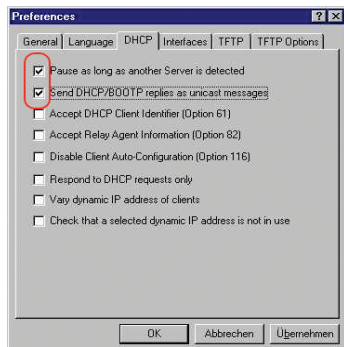 Preferences
General Language DHCP Interfaces TFTP TFTP Options
Pause as long as another Server is detected
Send DHCP/BOOTP replies as unicast messages
Accept DHCP Client Identifier (Option 61)
Accept Relay Agent Information (Option 82)
Disable Client Auto-Configuration (Option 116)
Respond to DHCP requests only
Vary dynamic IP address of clients
Check that a selected dynamic IP address is not in use
OK Abbrechen Übernehmen